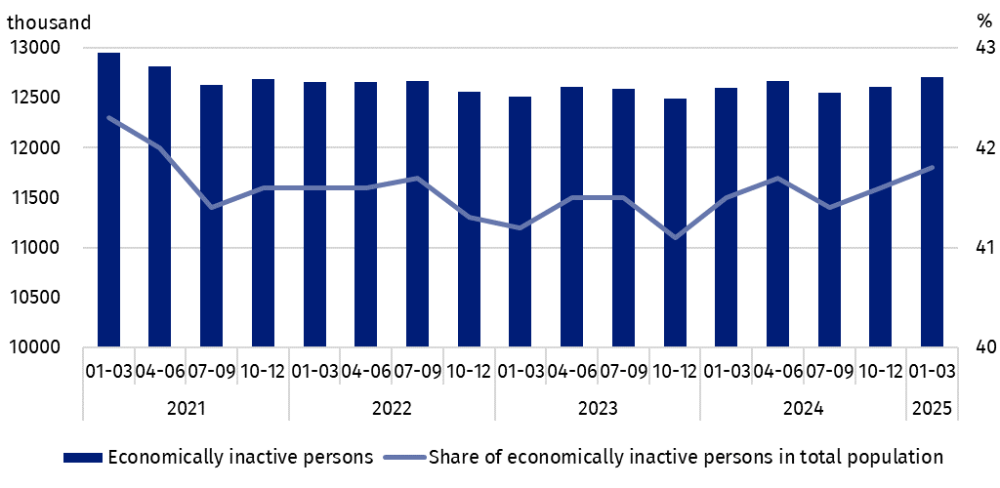 thousand %
13000 43
12500
12000 42
11500
11000 41
10500
10000 40
01-03 04-06 07-09 10-12 01-03 04-06 07-09 10-12 01-03 04-06 07-09 10-12 01-03 04-06 07-09 10-12 01-03
2021 2022 2023 2024 2025
Economically inactive persons Share of economically inactive persons in total population